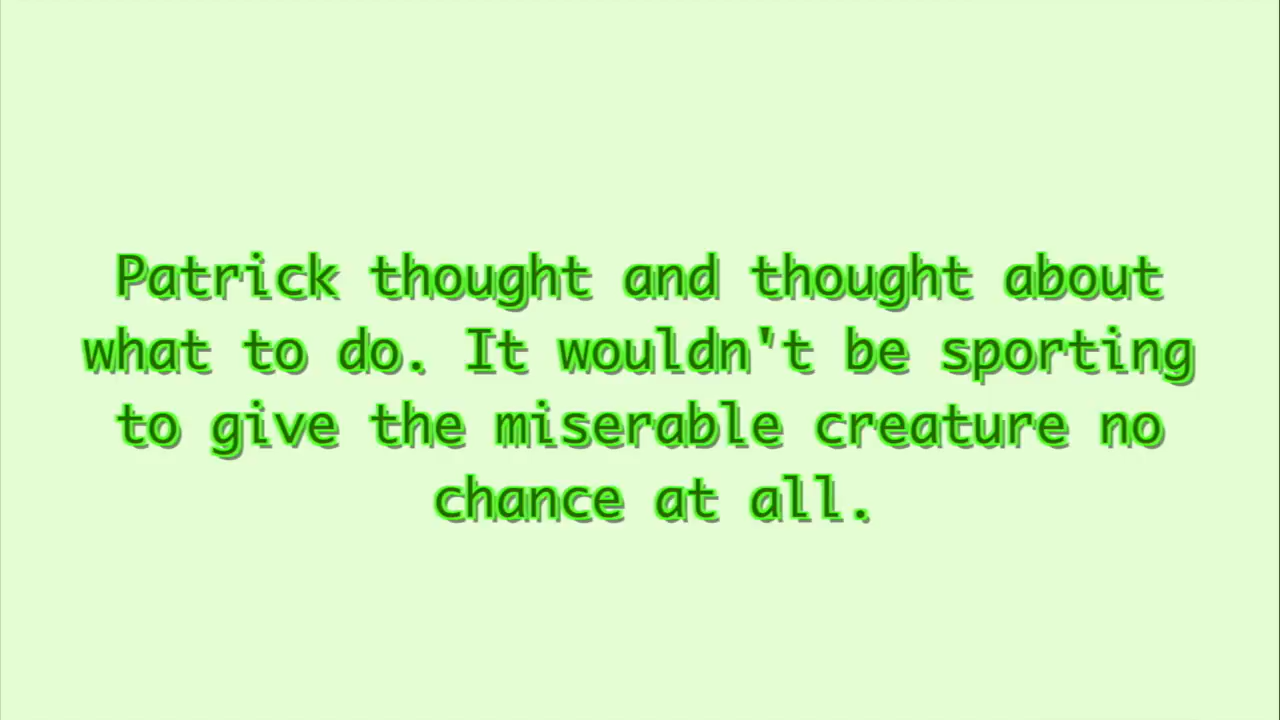 Patrick thought and thought about
what to do. It wouldn't be sporting
to give the miserable creature no
chance at all.